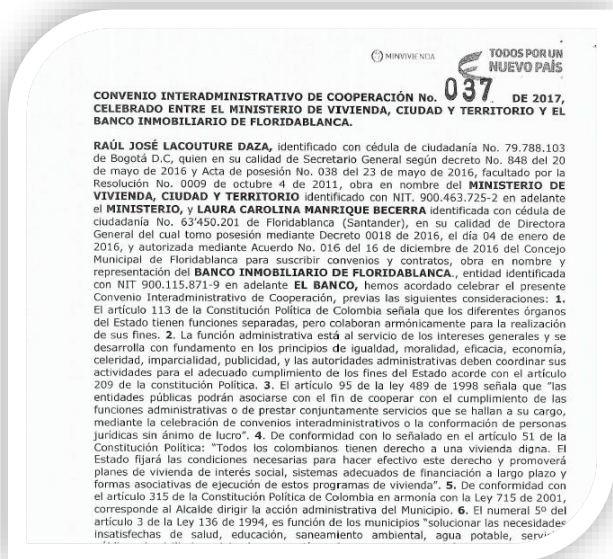 MINVIVIENDA
TODOS POR UN
NUEVO PAÍS
CONVENIO INTERADMINISTRATIVO DE COOPERACIÓN No. 037 DE 2017,
CELEBRADO ENTRE EL MINISTERIO DE VIVIENDA, CIUDAD Y TERRITORIO Y EL
BANCO INMOBILIARIO DE FLORIDABLANCA.
RAÚL JOSÉ LACOUTURE DAZA, identificado con cédula de ciudadanía No. 79.788.103
de Bogotá D.C, quien en su calidad de Secretario General según decreto No. 848 del 20
de mayo de 2016 y Acta de posesión No. 038 del 23 de mayo de 2016, facultado por la
Resolución No. 0009 de octubre 4 de 2011, obra en nombre del MINISTERIO DE
VIVIENDA, CIUDAD Y TERRITORIO identificado con NIT. 900.463.725-2 en adelante
el MINISTERIO, y LAURA CAROLINA MANRIQUE BECERRA identificada con cédula de
ciudadanía No. 63'450.201 de Floridablanca (Santander), en su calidad de Directora
General del cual tomo posesión mediante Decreto 0018 de 2016, el día 04 de enero de
2016, y autorizada mediante Acuerdo No. 016 del 16 de diciembre de 2016 del Concejo
Municipal de Floridablanca para suscribir convenios y contratos, obra en nombre y
representación del BANCO INMOBILIARIO DE FLORIDABLANCA., entidad identificada
con NIT 900.115.871-9 en adelante EL BANCO, hemos acordado celebrar el presente
Convenio Interadministrativo de Cooperación, previas las siguientes consideraciones: 1.
El artículo 113 de la Constitución Política de Colombia señala que los diferentes órganos
del Estado tienen funciones separadas, pero colaboran armónicamente para la realización
de sus fines. 2. La función administrativa está al servicio de los intereses generales y se
desarrolla con fundamento en los principios de igualdad, moralidad, eficacia, economía,
celeridad, imparcialidad, publicidad, y las autoridades administrativas deben coordinar sus
actividades para el adecuado cumplimiento de los fines del Estado acorde con el artículo
209 de la constitución Política. 3. El artículo 95 de la ley 489 de 1998 señala que "las
entidades públicas podrán asociarse con el fin de cooperar con el cumplimiento de las
funciones administrativas o de prestar conjuntamente servicios que se hallan a su cargo,
mediante la celebración de convenios interadministrativos o la conformación de personas
jurídicas sin ánimo de lucro". 4. De conformidad con lo señalado en el artículo 51 de la
Constitución Política: "Todos los colombianos tienen derecho a una vivienda digna. El
Estado fijará las condiciones necesarias para hacer efectivo este derecho y promoverá
planes de vivienda de interés social, sistemas adecuados de financiación a largo plazo y
formas asociativas de ejecución de estos programas de vivienda". 5. De conformidad con
el artículo 315 de la Constitución Política de Colombia en armonía con la Ley 715 de 2001,
corresponde al Alcalde dirigir la acción administrativa del Municipio. 6. El numeral 5º del
artículo 3 de la Ley 136 de 1994, es función de los municipios "solucionar las necesidades
insatisfechas de salud, educación, saneamiento ambiental, agua potable,